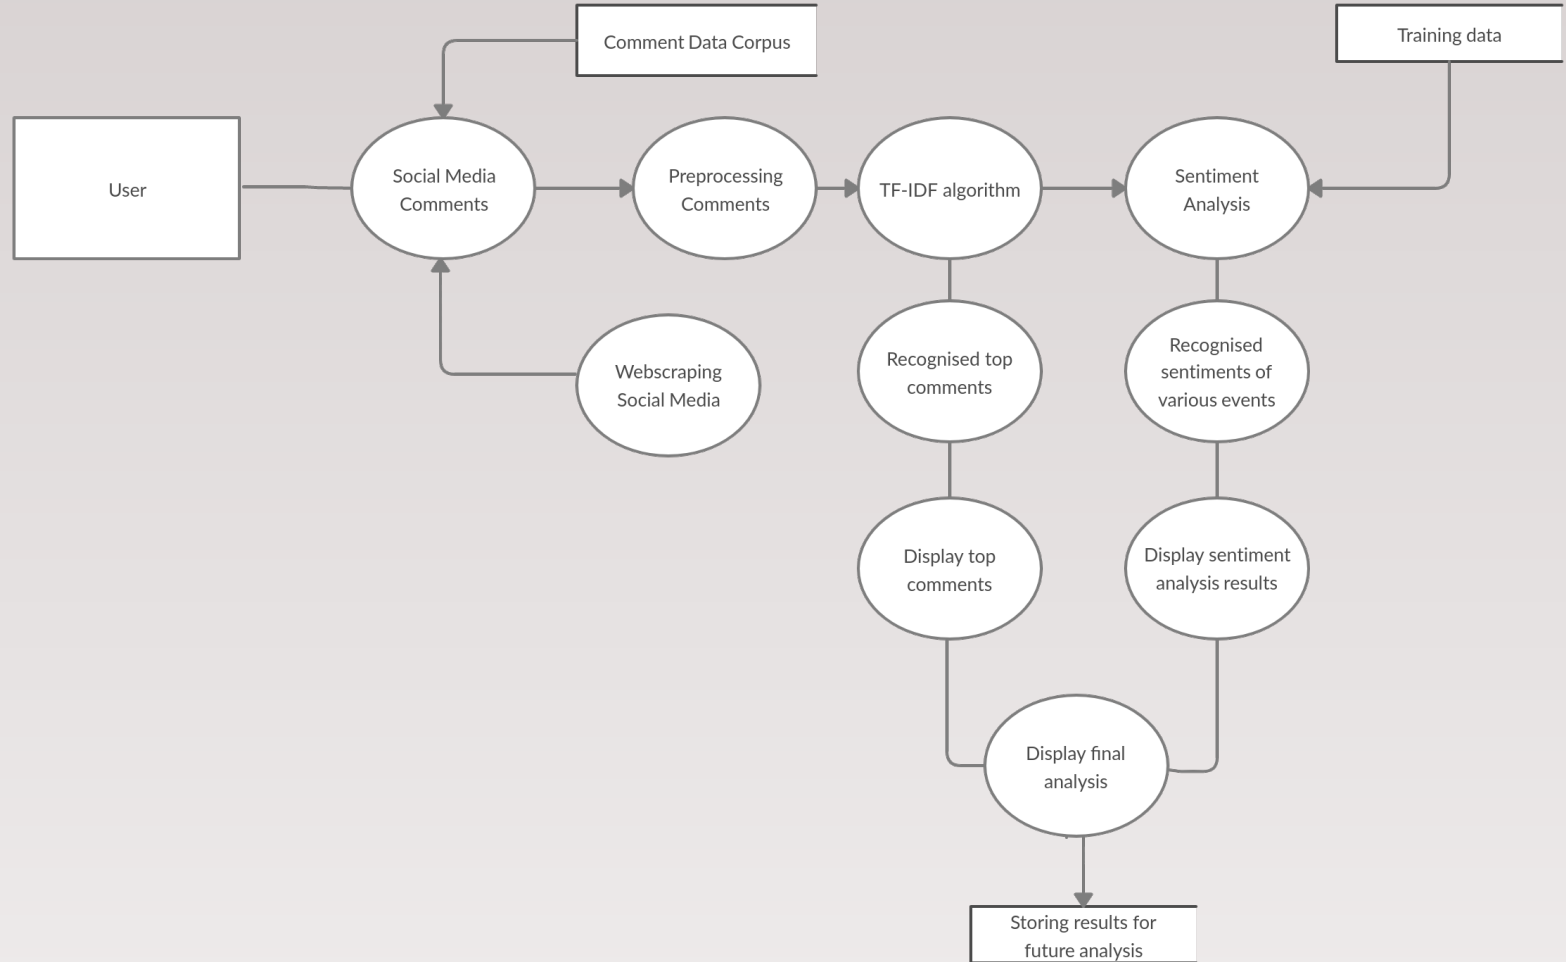 Comment Data Corpus
Training data
User
Social Media
Comments
Preprocessing
Comments
TF-IDF algorithm
Sentiment
Analysis
Webscraping
Social Media
Recognised top
comments
Recognised
sentiments of
various events
Display top
comments
Display sentiment
analysis results
Display final
analysis
Storing results for
future analysis